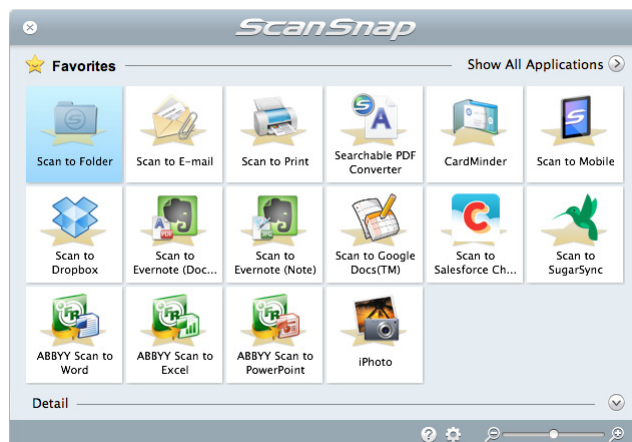 ScanSnap
Favorites
Show All Applications
Scan to Folder
Scan to E-mail
Scan to Print
Searchable PDF
Converter
CardMinder
Scan to Mobile
Scan to
Dropbox
Scan to
Evernote (Doc...
Scan to
Evernote (Note)
Scan to Google
Docs(TM)
Scan to
Salesforce Ch...
Scan to
SugarSync
ABBYY Scan to
Word
ABBYY Scan to
Excel
ABBYY Scan to
PowerPoint
iPhoto
Detail